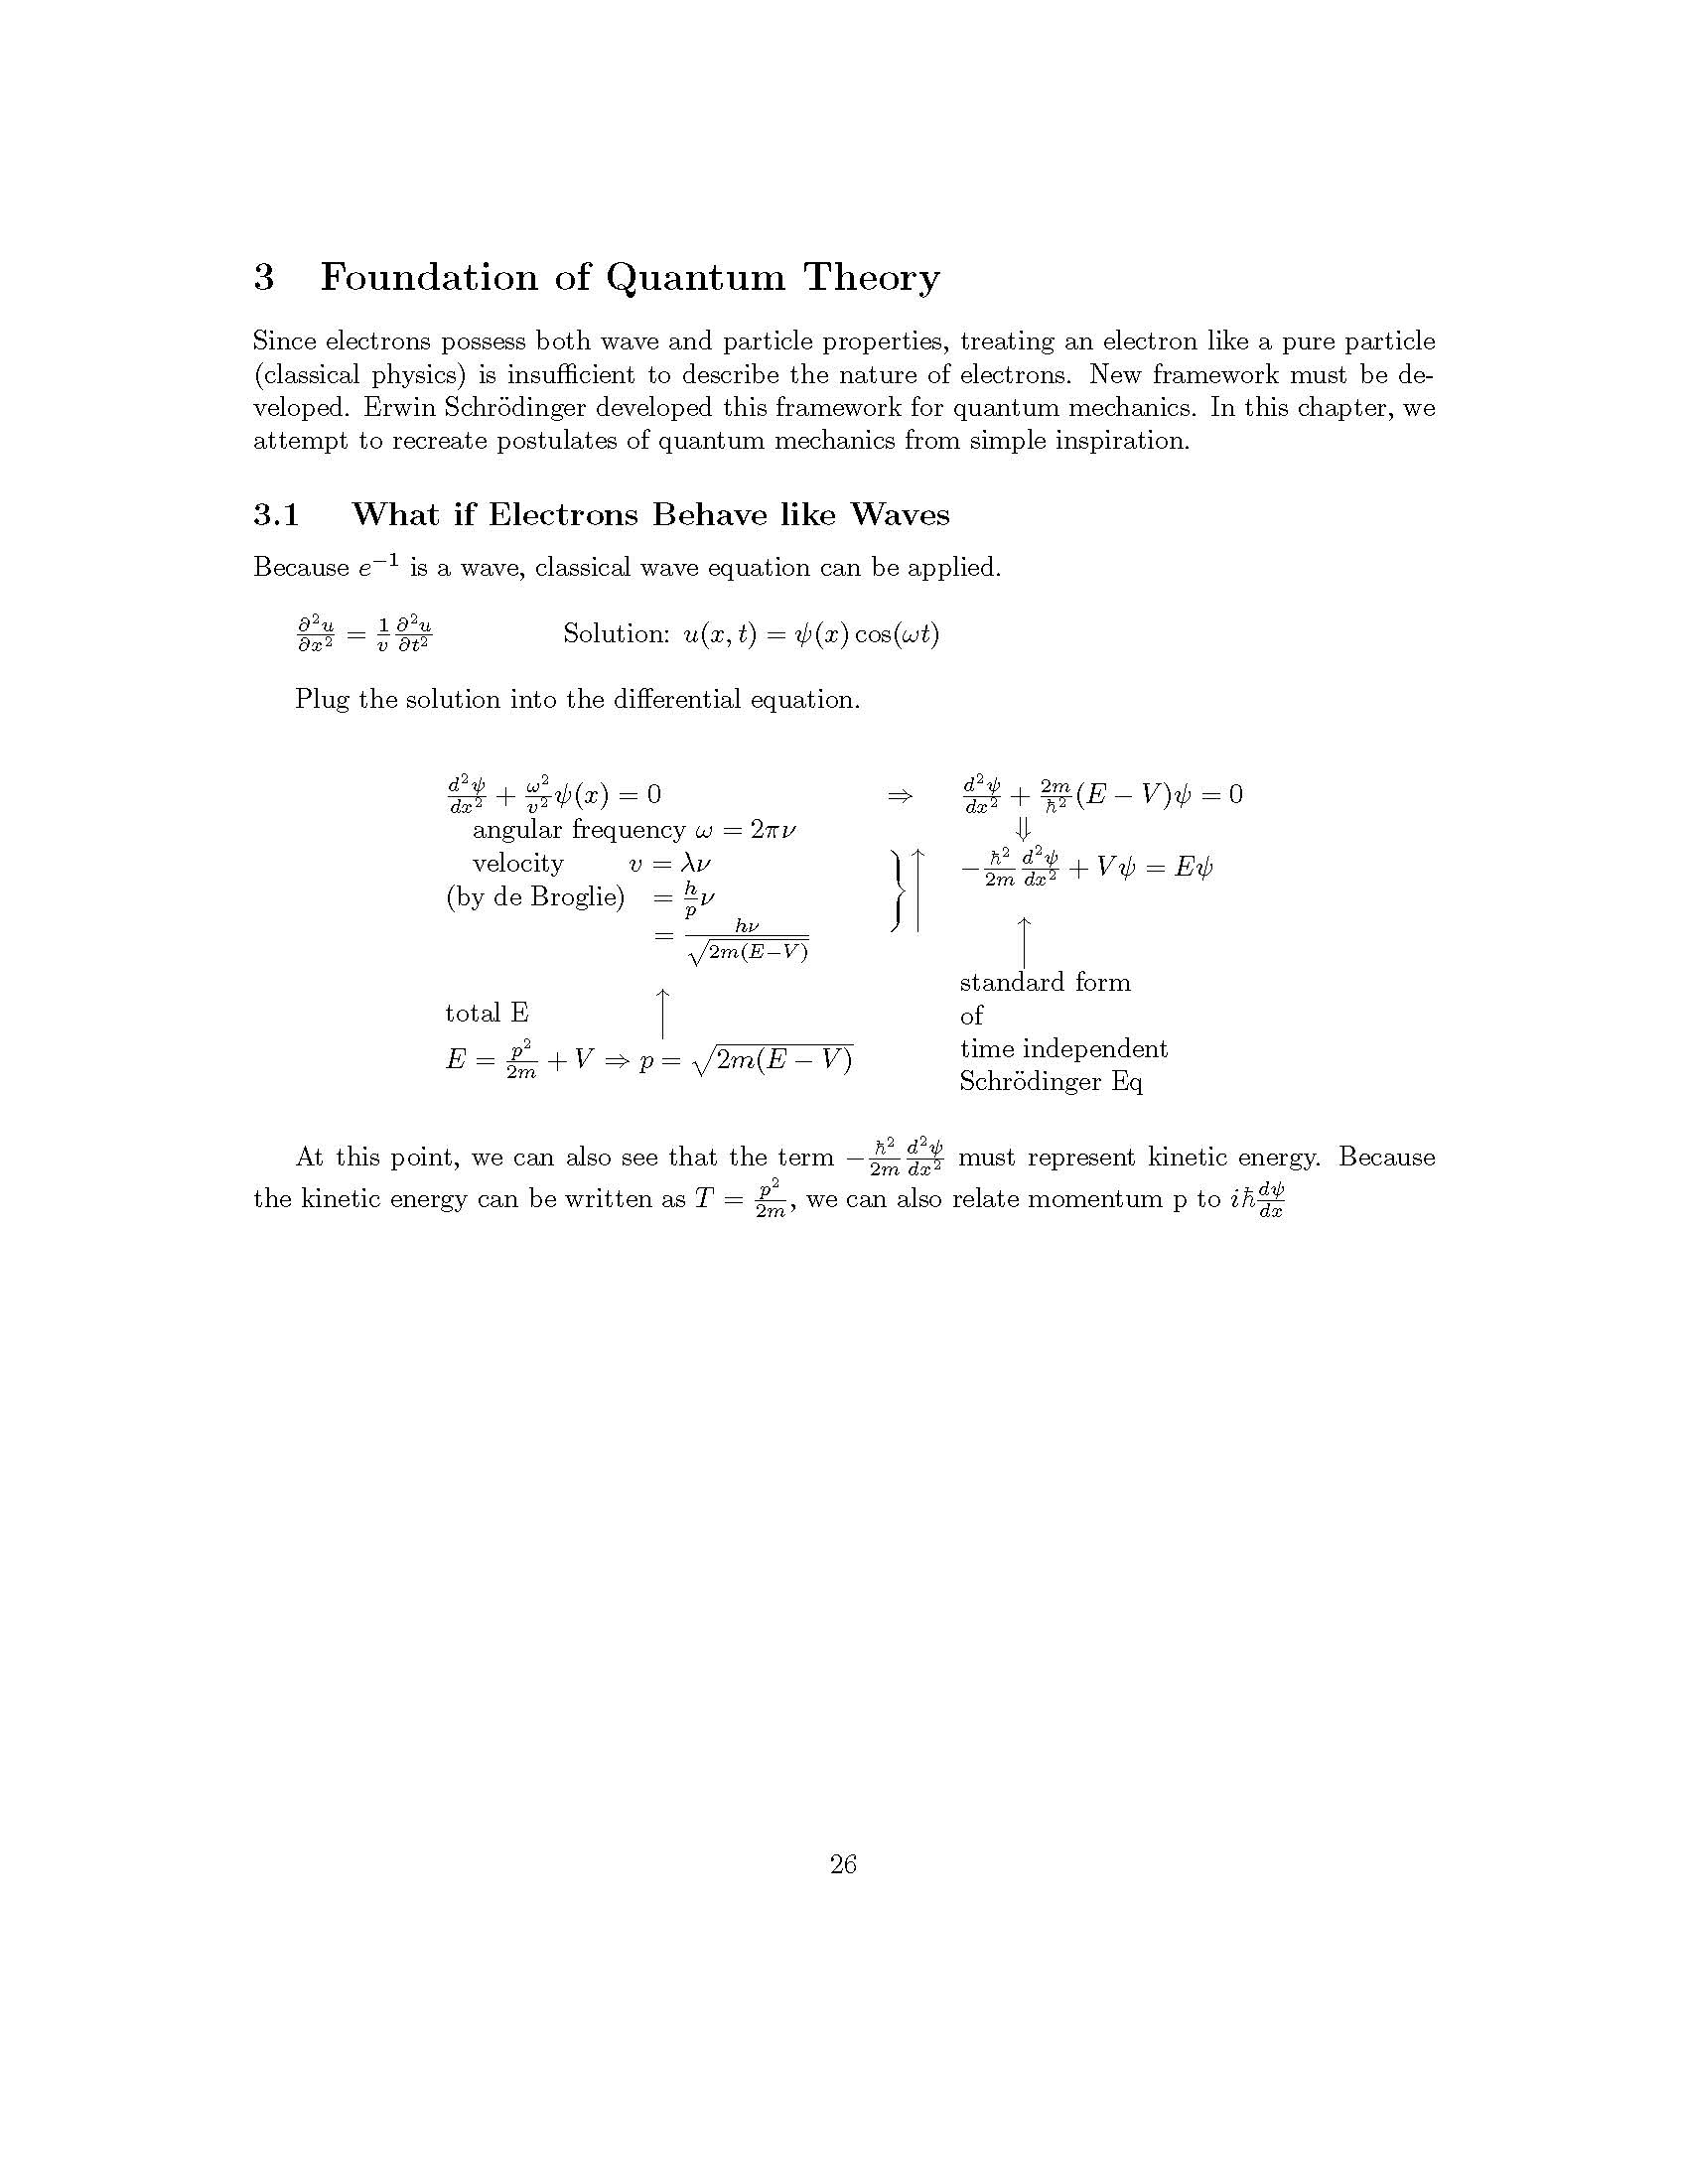 3 Foundation of Quantum Theory
Since electrons possess both wave and particle properties, treating an electron like a pure particle
(classical physics) is insufficient to describe the nature of electrons. New framework must be de-
veloped. Erwin Schrödinger developed this framework for quantum mechanics. In this chapter, we
attempt to recreate postulates of quantum mechanics from simple inspiration.
3.1 What if Electrons Behave like Waves
Because $e^{-1}$ is a wave, classical wave equation can be applied.
$\frac{\partial^2 u}{\partial x^2} = \frac{1}{v}\frac{\partial^2 u}{\partial t^2}$ Solution: $u(x,t) = \psi(x)\cos(\omega t)$
Plug the solution into the differential equation.
$\frac{d^2\psi}{dx^2} + \frac{\omega^2}{v^2}\psi(x) = 0$ $\Rightarrow$ $\frac{d^2\psi}{dx^2} + \frac{2m}{\hbar^2}(E - V)\psi = 0$
angular frequency $\omega = 2\pi\nu$ $\Downarrow$
velocity $v = \lambda\nu$ $-\frac{\hbar^2}{2m}\frac{d^2\psi}{dx^2} + V\psi = E\psi$
(by de Broglie) $= \frac{h}{p}\nu$
$= \frac{h\nu}{\sqrt{2m(E-V)}}$
total E
$E = \frac{p^2}{2m} + V \Rightarrow p = \sqrt{2m(E - V)}$
standard form
of
time independent
Schrödinger Eq
At this point, we can also see that the term $-\frac{\hbar^2}{2m}\frac{d^2\psi}{dx^2}$ must represent kinetic energy. Because
the kinetic energy can be written as $T = \frac{p^2}{2m}$, we can also relate momentum p to $i\hbar\frac{d\psi}{dx}$
26